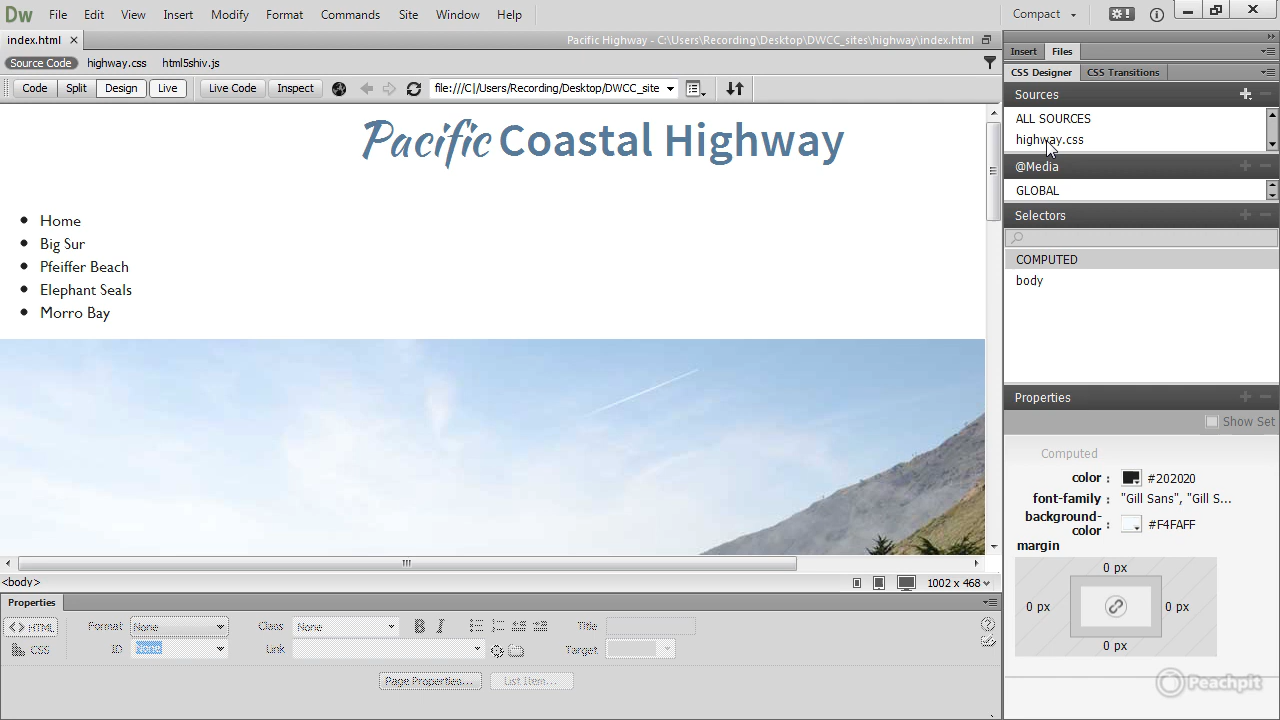 Dw File Edit View Insert Modify Format Commands Site Window Help Compact
index.html Pacific Highway - C:\Users\Recording\Desktop\DWCC_sites\highway\index.html
Source Code highway.css html5shiv.js
Code Split Design Live Live Code Inspect file:///C|/Users/Recording/Desktop/DWCC_site
Pacific Coastal Highway
Home
Big Sur
Pfeiffer Beach
Elephant Seals
Morro Bay
<body> 1002 x 468
Properties
<> HTML Format None Class None B I Title
CSS ID None Link Target
Page Properties... List Item...
Insert Files
CSS Designer CSS Transitions
Sources
ALL SOURCES
highway.css
@Media
GLOBAL
Selectors
COMPUTED
body
Properties
Show Set
Computed
color : #202020
font-family : "Gill Sans", "Gill S...
background-
color : #F4FAFF
margin
0 px
0 px 0 px
0 px
Peachpit